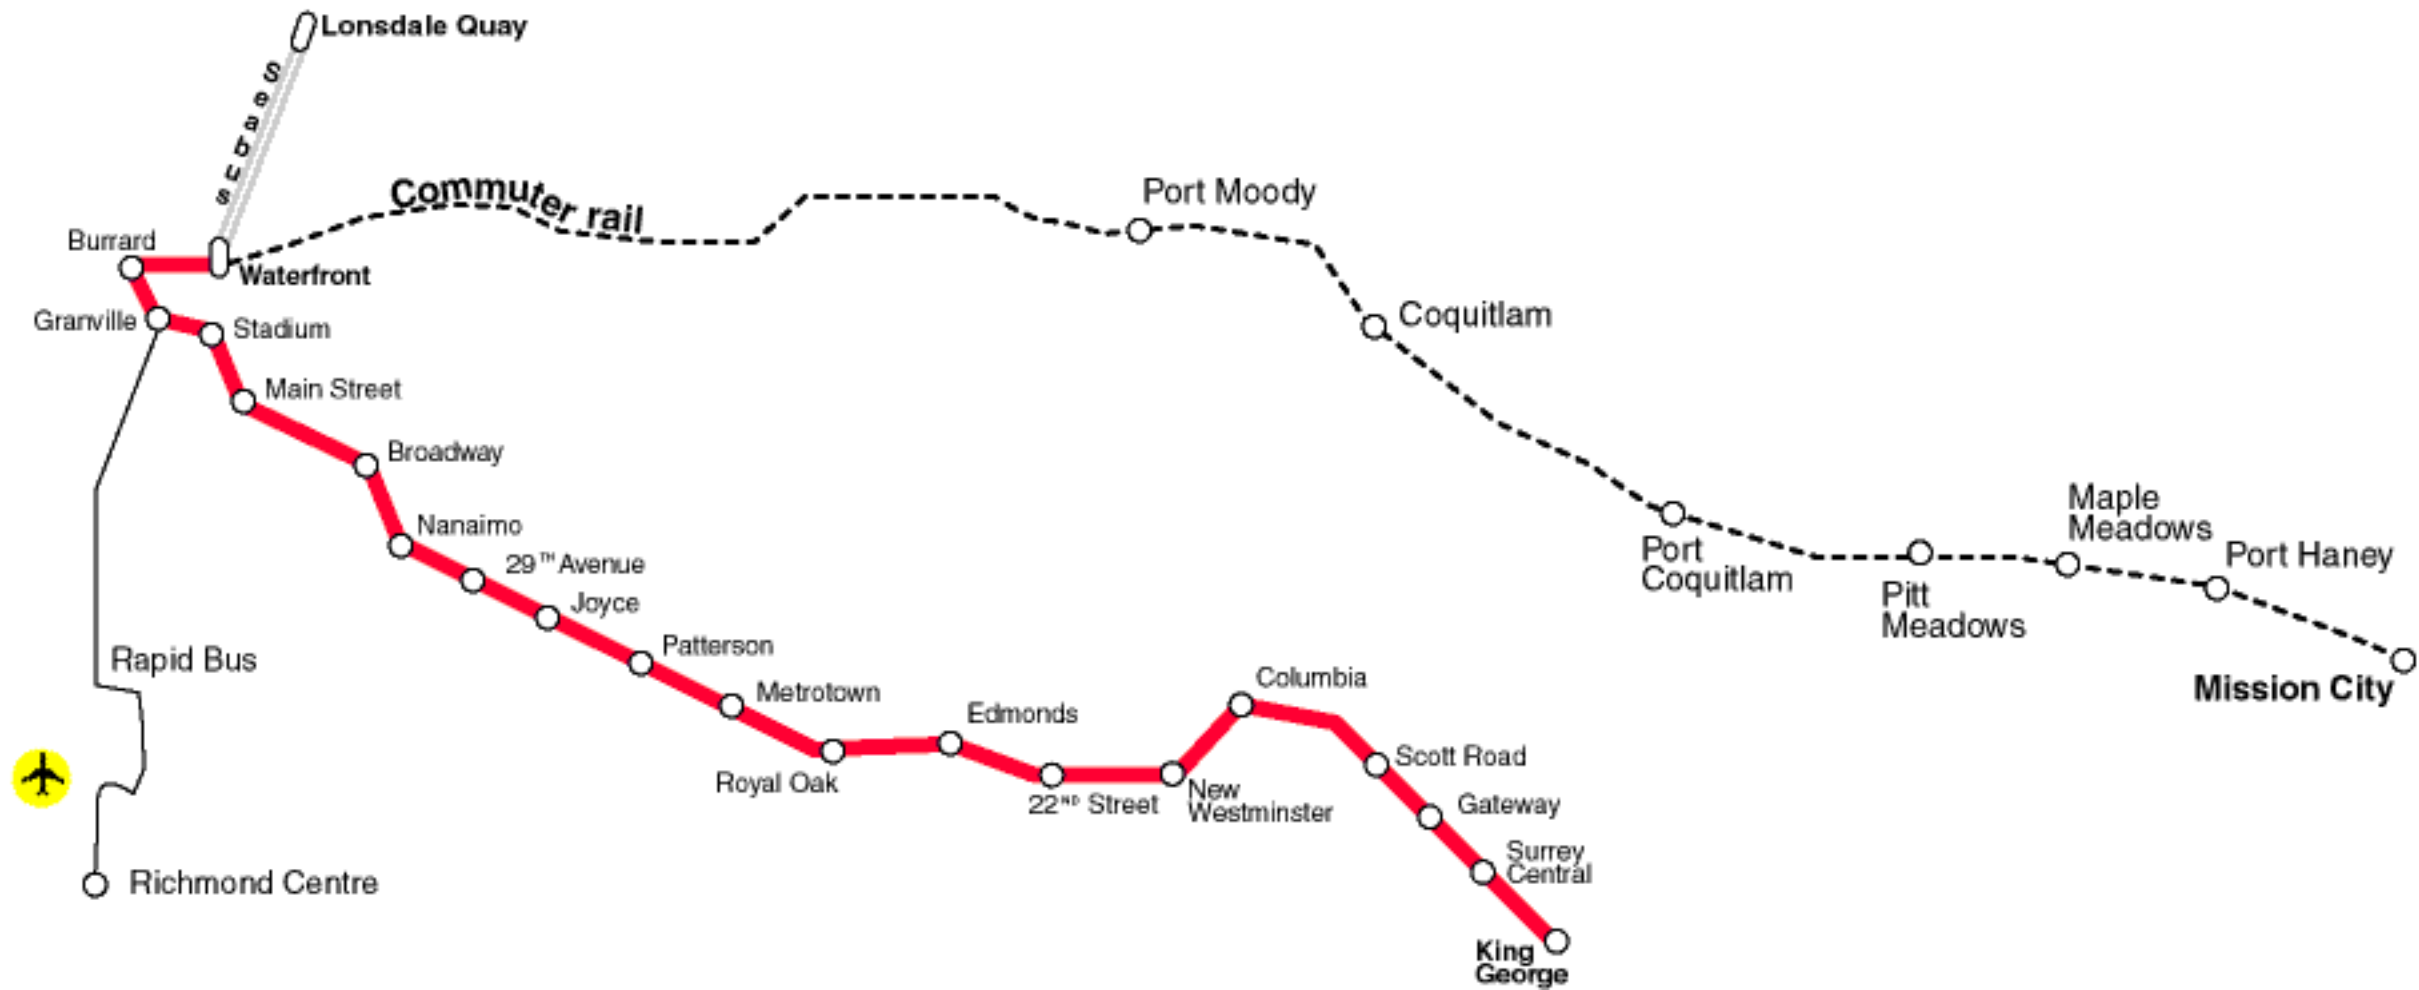 Lonsdale Quay
Seabus
Commuter rail
Port Moody
Burrard
Waterfront
Granville
Stadium
Coquitlam
Main Street
Broadway
Nanaimo
29TH Avenue
Joyce
Patterson
Metrotown
Royal Oak
Edmonds
22ND Street
New
Westminster
Columbia
Scott Road
Gateway
Surrey
Central
King
George
Port
Coquitlam
Pitt
Meadows
Maple
Meadows
Port Haney
Mission City
Rapid Bus
Richmond Centre